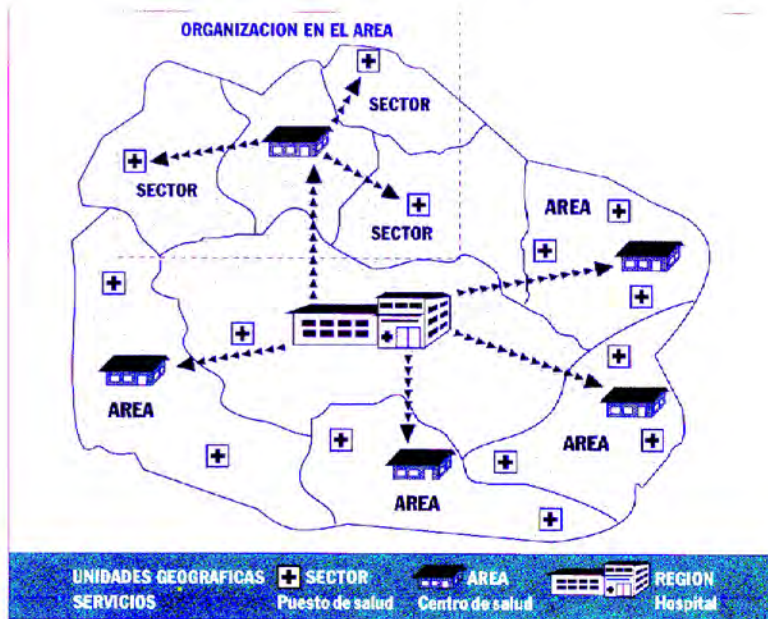 ORGANIZACION EN EL AREA
SECTOR
SECTOR
SECTOR
AREA
AREA
AREA
AREA
UNIDADES GEOGRAFICAS SECTOR AREA REGION
SERVICIOS Puesto de salud Centro de salud Hospital